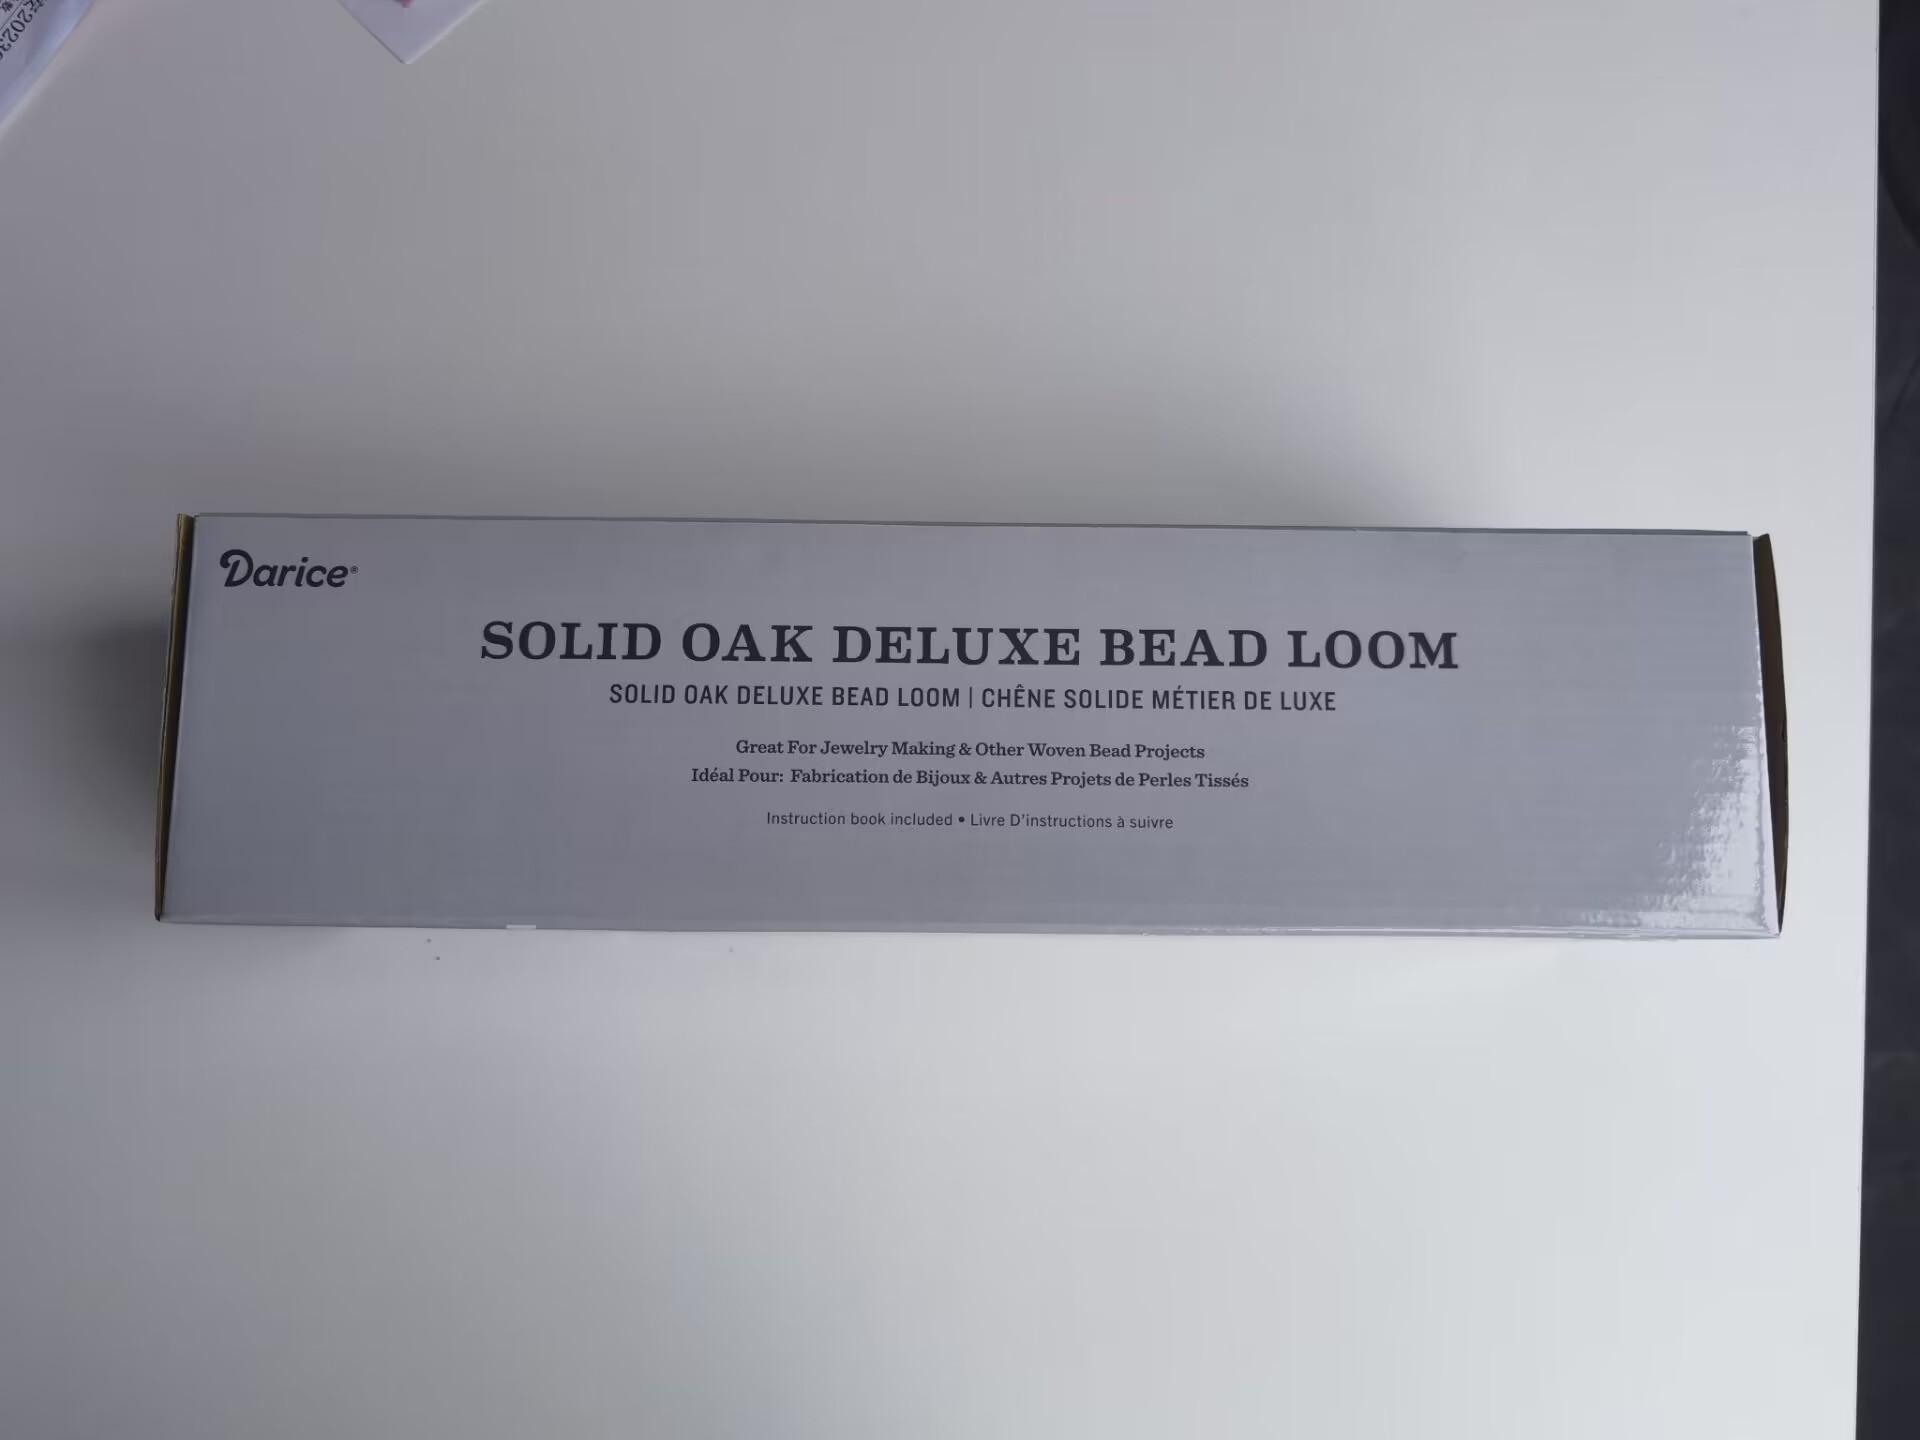 Darice®
SOLID OAK DELUXE BEAD LOOM
SOLID OAK DELUXE BEAD LOOM | CHÊNE SOLIDE MÉTIER DE LUXE
Great For Jewelry Making & Other Woven Bead Projects
Idéal Pour: Fabrication de Bijoux & Autres Projets de Perles Tissés
Instruction book included • Livre D'instructions à suivre